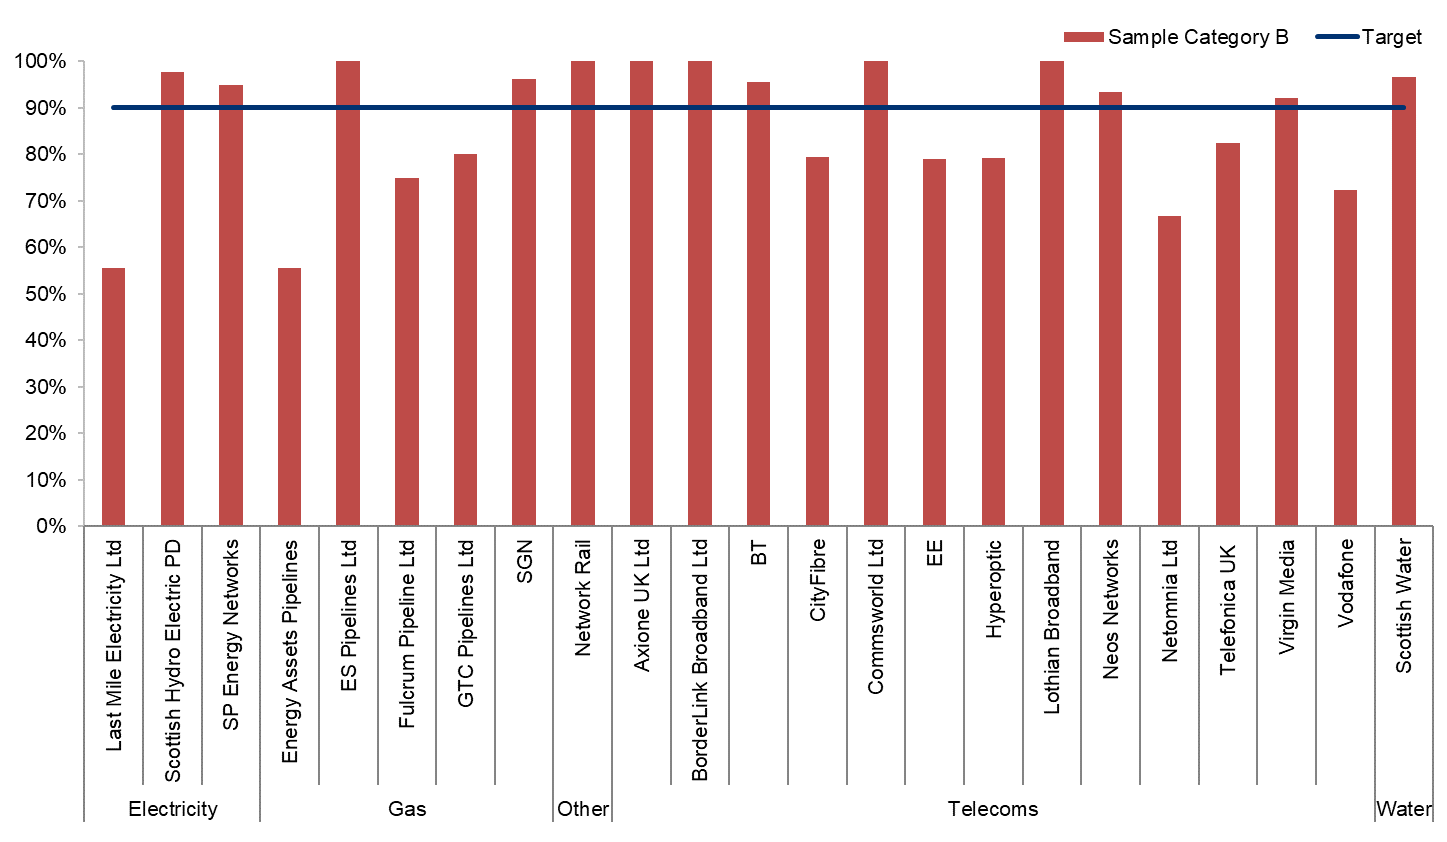 Sample Category B
Target
100%
90%
80%
70%
60%
50%
40%
30%
20%
10%
0%
Last Mile Electricity Ltd
Scottish Hydro Electric PD
SP Energy Networks
Energy Assets Pipelines
ES Pipelines Ltd
Fulcrum Pipeline Ltd
GTC Pipelines Ltd
SGN
Network Rail
Axione UK Ltd
BorderLink Broadband Ltd
BT
CityFibre
Commsworld Ltd
EE
Hyperoptic
Lothian Broadband
Neos Networks
Netomnia Ltd
Telefonica UK
Virgin Media
Vodafone
Scottish Water
Electricity
Gas
Other
Telecoms
Water